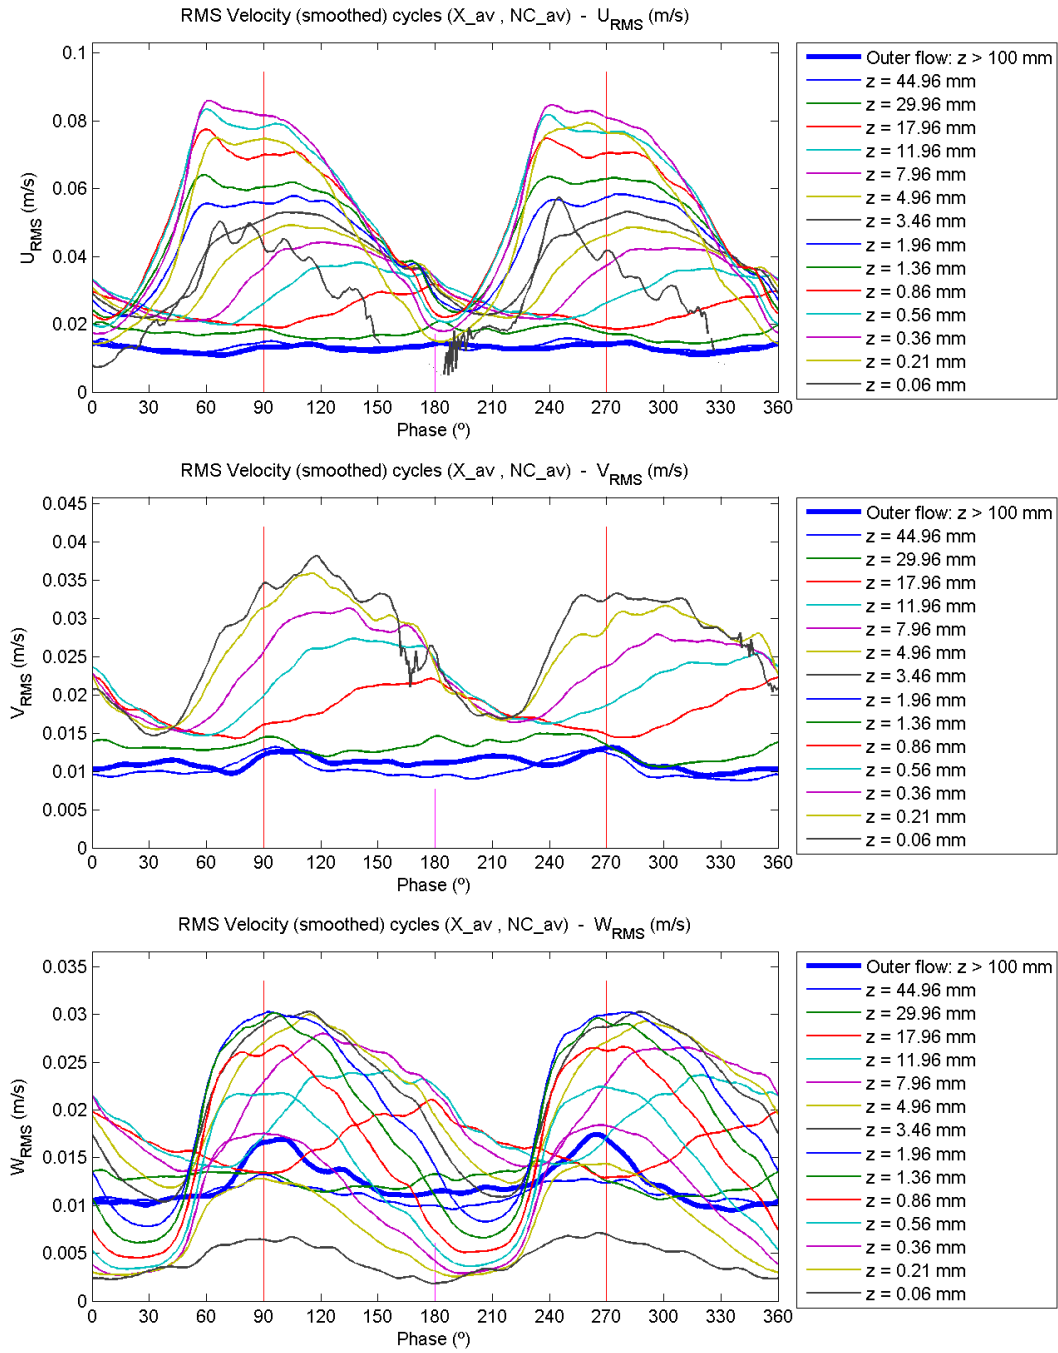 RMS Velocity (smoothed) cycles (X_av , NC_av) - U_RMS (m/s)
0.1
0.08
0.06
0.04
0.02
0
U_RMS (m/s)
0 30 60 90 120 150 180 210 240 270 300 330 360
Phase (º)
Outer flow: z > 100 mm
z = 44.96 mm
z = 29.96 mm
z = 17.96 mm
z = 11.96 mm
z = 7.96 mm
z = 4.96 mm
z = 3.46 mm
z = 1.96 mm
z = 1.36 mm
z = 0.86 mm
z = 0.56 mm
z = 0.36 mm
z = 0.21 mm
z = 0.06 mm
RMS Velocity (smoothed) cycles (X_av , NC_av) - V_RMS (m/s)
0.045
0.04
0.035
0.03
0.025
0.02
0.015
0.01
0.005
0
V_RMS (m/s)
0 30 60 90 120 150 180 210 240 270 300 330 360
Phase (º)
Outer flow: z > 100 mm
z = 44.96 mm
z = 29.96 mm
z = 17.96 mm
z = 11.96 mm
z = 7.96 mm
z = 4.96 mm
z = 3.46 mm
z = 1.96 mm
z = 1.36 mm
z = 0.86 mm
z = 0.56 mm
z = 0.36 mm
z = 0.21 mm
z = 0.06 mm
RMS Velocity (smoothed) cycles (X_av , NC_av) - W_RMS (m/s)
0.035
0.03
0.025
0.02
0.015
0.01
0.005
0
W_RMS (m/s)
0 30 60 90 120 150 180 210 240 270 300 330 360
Phase (º)
Outer flow: z > 100 mm
z = 44.96 mm
z = 29.96 mm
z = 17.96 mm
z = 11.96 mm
z = 7.96 mm
z = 4.96 mm
z = 3.46 mm
z = 1.96 mm
z = 1.36 mm
z = 0.86 mm
z = 0.56 mm
z = 0.36 mm
z = 0.21 mm
z = 0.06 mm